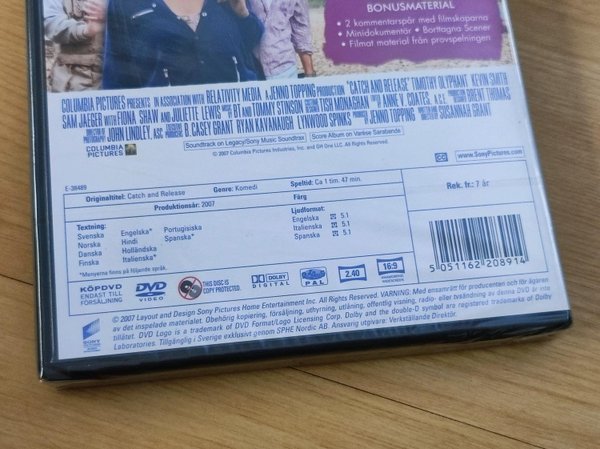 BONUSMATERIAL
• 2 kommentarspår med filmskaparna
• Minidokumentär • Borttagna Scener
• Filmat material från provspelningen
COLUMBIA PICTURES PRESENTS IN ASSOCIATION WITH RELATIVITY MEDIA A JENNO TOPPING PRODUCTION "CATCH AND RELEASE" TIMOTHY OLYPHANT KEVIN SMITH
SAM JAEGER WITH FIONA SHAW AND JULIETTE LEWIS BT AND TOMMY STINSON TISH MONAGHAN ANNE V. COATES, A.C.E. BRENT THOMAS
JOHN LINDLEY, ASC B. CASEY GRANT RYAN KAVANAUGH LYNWOOD SPINKS JENNO TOPPING SUSANNAH GRANT
COLUMBIA PICTURES
Soundtrack on Legacy/Sony Music Soundtrax
Score Album on Varèse Sarabande
© 2007 Columbia Pictures Industries, Inc. and GH One LLC. All Rights Reserved.
www.SonyPictures.com
E-38489
Originaltitel: Catch and Release Genre: Komedi Speltid: Ca 1 tim. 47 min.
Produktionsår: 2007 Färg
Rek. fr.: 7 år
Textning:
Svenska Engelska* Portugisiska
Norska Hindi Spanska*
Danska Holländska
Finska Italienska*
*Menyerna finns på följande språk.
Ljudformat:
Engelska 5.1
Italienska 5.1
Spanska 5.1
5 051162 208914
KÖPDVD
ENDAST TILL
FÖRSÄLJNING
DVD
VIDEO
THIS DISC IS
COPY PROTECTED.
DOLBY
DIGITAL
PAL
2.40
16:9
ANAMORPHIC
WIDESCREEN
© 2007 Layout and Design Sony Pictures Home Entertainment Inc. All Rights Reserved. VARNING: Med ensamrätt för producenten och för ägaren
av det inspelade materialet. Obehörig kopiering, försäljning, uthyrning, utlåning, offentlig visning, radio- eller tvsändning av denna DVD är inte
tillåtet. DVD Logo is a trademark of DVD Format/Logo Licensing Corp. Dolby and the double-D symbol are registered trademarks of Dolby
Laboratories. Tillgänglig i Sverige exklusivt genom SPHE Nordic AB. Ansvarig utgivare: Verkställande Direktör.
SONY
PICTURES